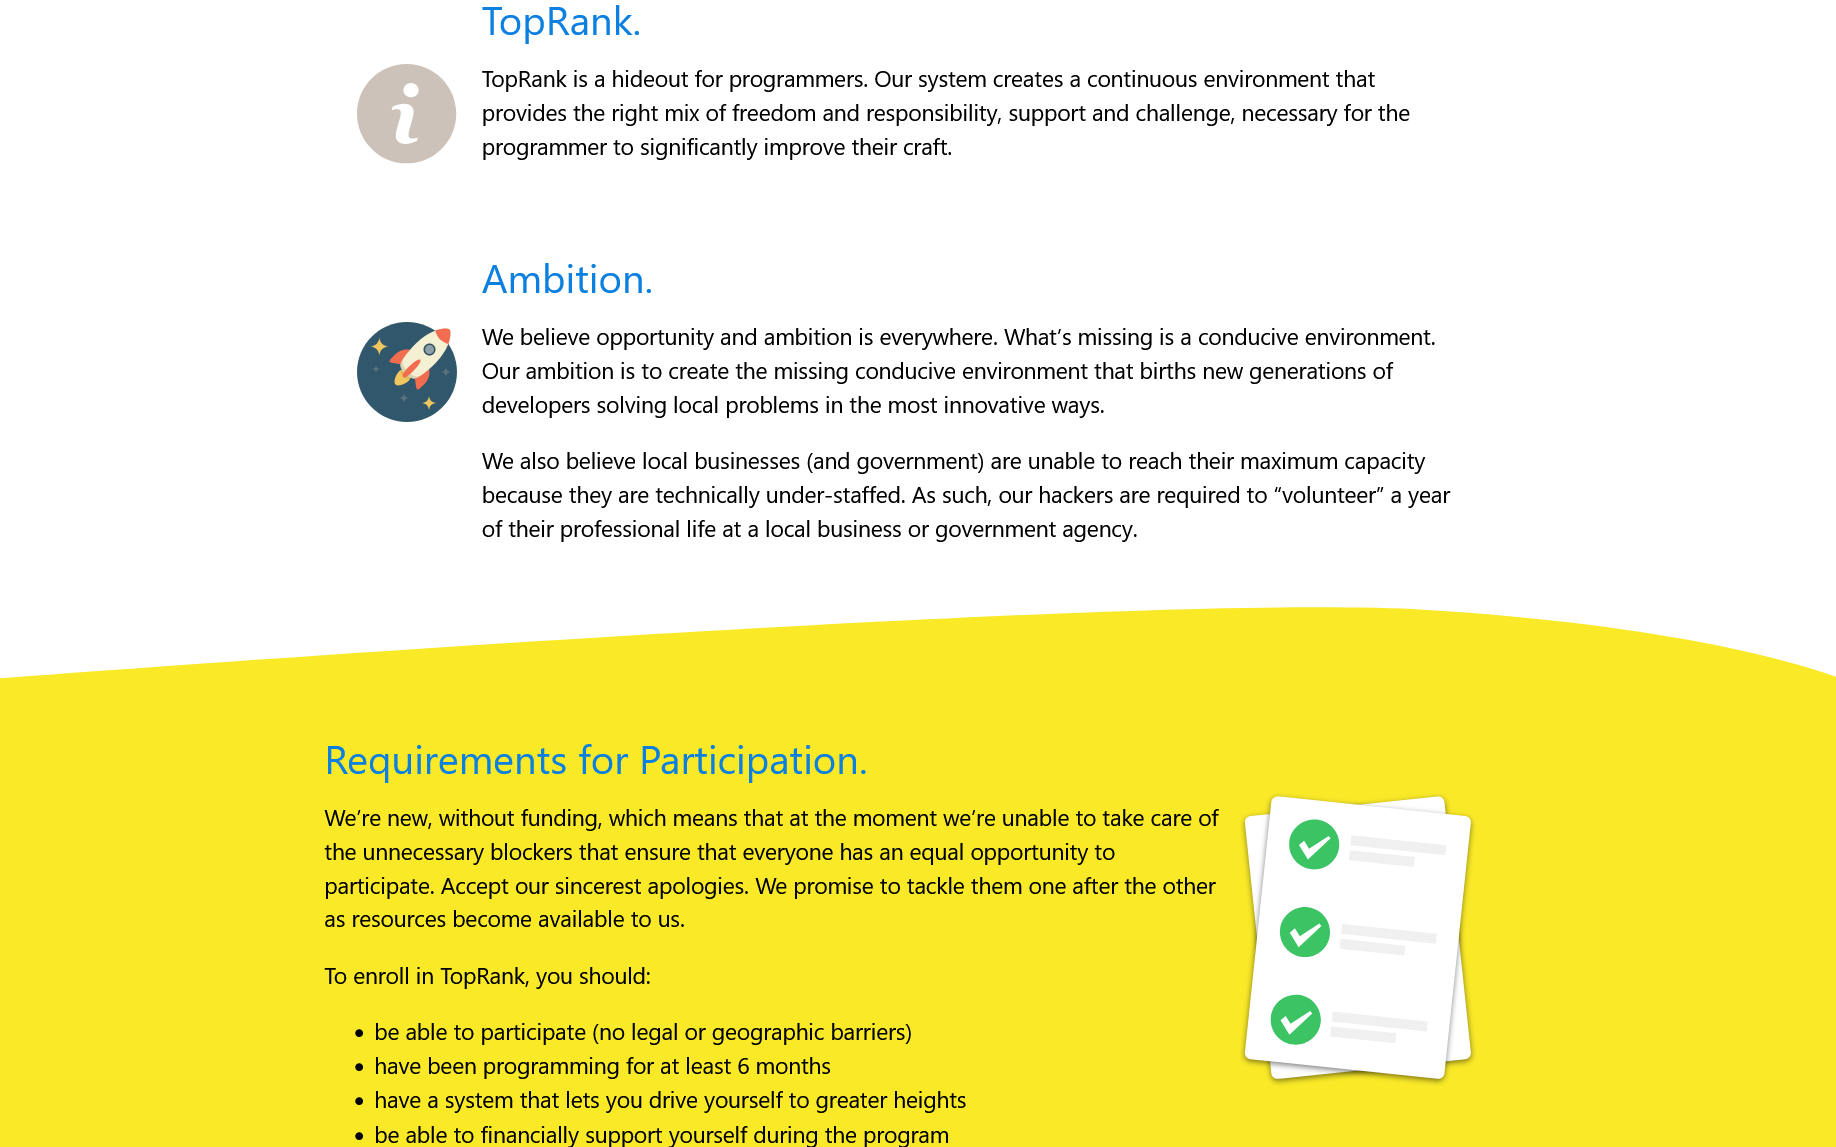 TopRank.
TopRank is a hideout for programmers. Our system creates a continuous environment that
provides the right mix of freedom and responsibility, support and challenge, necessary for the
programmer to significantly improve their craft.
Ambition.
We believe opportunity and ambition is everywhere. What’s missing is a conducive environment.
Our ambition is to create the missing conducive environment that births new generations of
developers solving local problems in the most innovative ways.
We also believe local businesses (and government) are unable to reach their maximum capacity
because they are technically under-staffed. As such, our hackers are required to “volunteer” a year
of their professional life at a local business or government agency.
Requirements for Participation.
We’re new, without funding, which means that at the moment we’re unable to take care of
the unnecessary blockers that ensure that everyone has an equal opportunity to
participate. Accept our sincerest apologies. We promise to tackle them one after the other
as resources become available to us.
To enroll in TopRank, you should:
• be able to participate (no legal or geographic barriers)
• have been programming for at least 6 months
• have a system that lets you drive yourself to greater heights
• be able to financially support yourself during the program